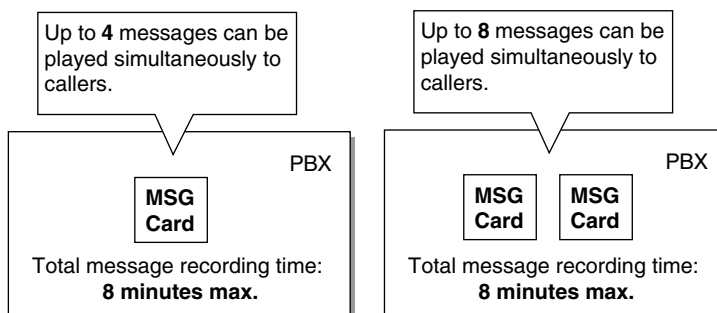 Up to 4 messages can be
played simultaneously to
callers.
PBX
MSG
Card
Total message recording time:
8 minutes max.
Up to 8 messages can be
played simultaneously to
callers.
PBX
MSG
Card
MSG
Card
Total message recording time:
8 minutes max.